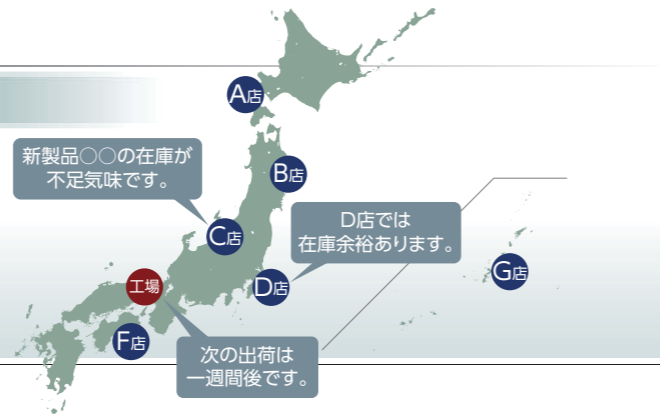 A店
新製品○○の在庫が
不足気味です。
B店
C店
D店では
在庫余裕あります。
G店
工場
D店
F店
次の出荷は
一週間後です。